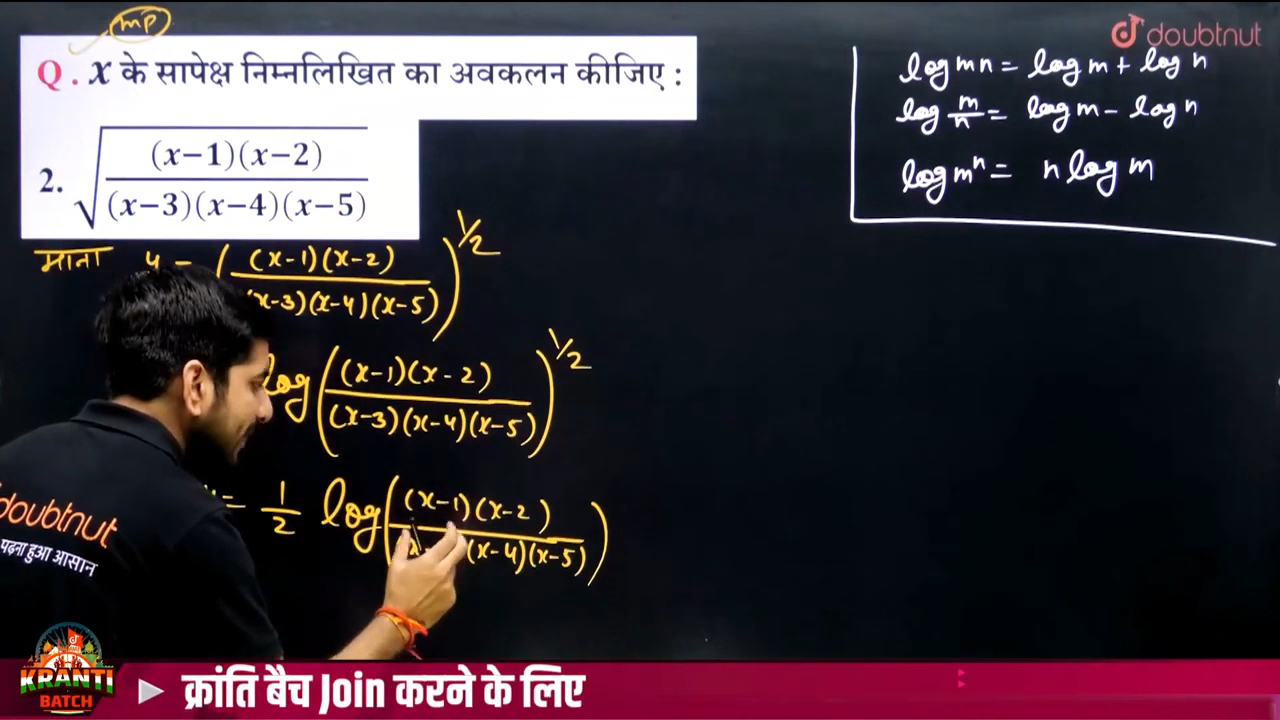 mp
doubtnut
Q . x के सापेक्ष निम्नलिखित का अवकलन कीजिए :
2. √((x−1)(x−2) / (x−3)(x−4)(x−5))
log mn = log m + log n
log m/n = log m − log n
log mⁿ = n log m
माना y = ((x-1)(x-2) / (x-3)(x-4)(x-5))^1/2
log((x-1)(x-2) / (x-3)(x-4)(x-5))^1/2
= 1/2 log((x-1)(x-2) / (x-4)(x-5))
doubtnut
पढ़ना हुआ आसान
KRANTI
BATCH
क्रांति बैच Join करने के लिए